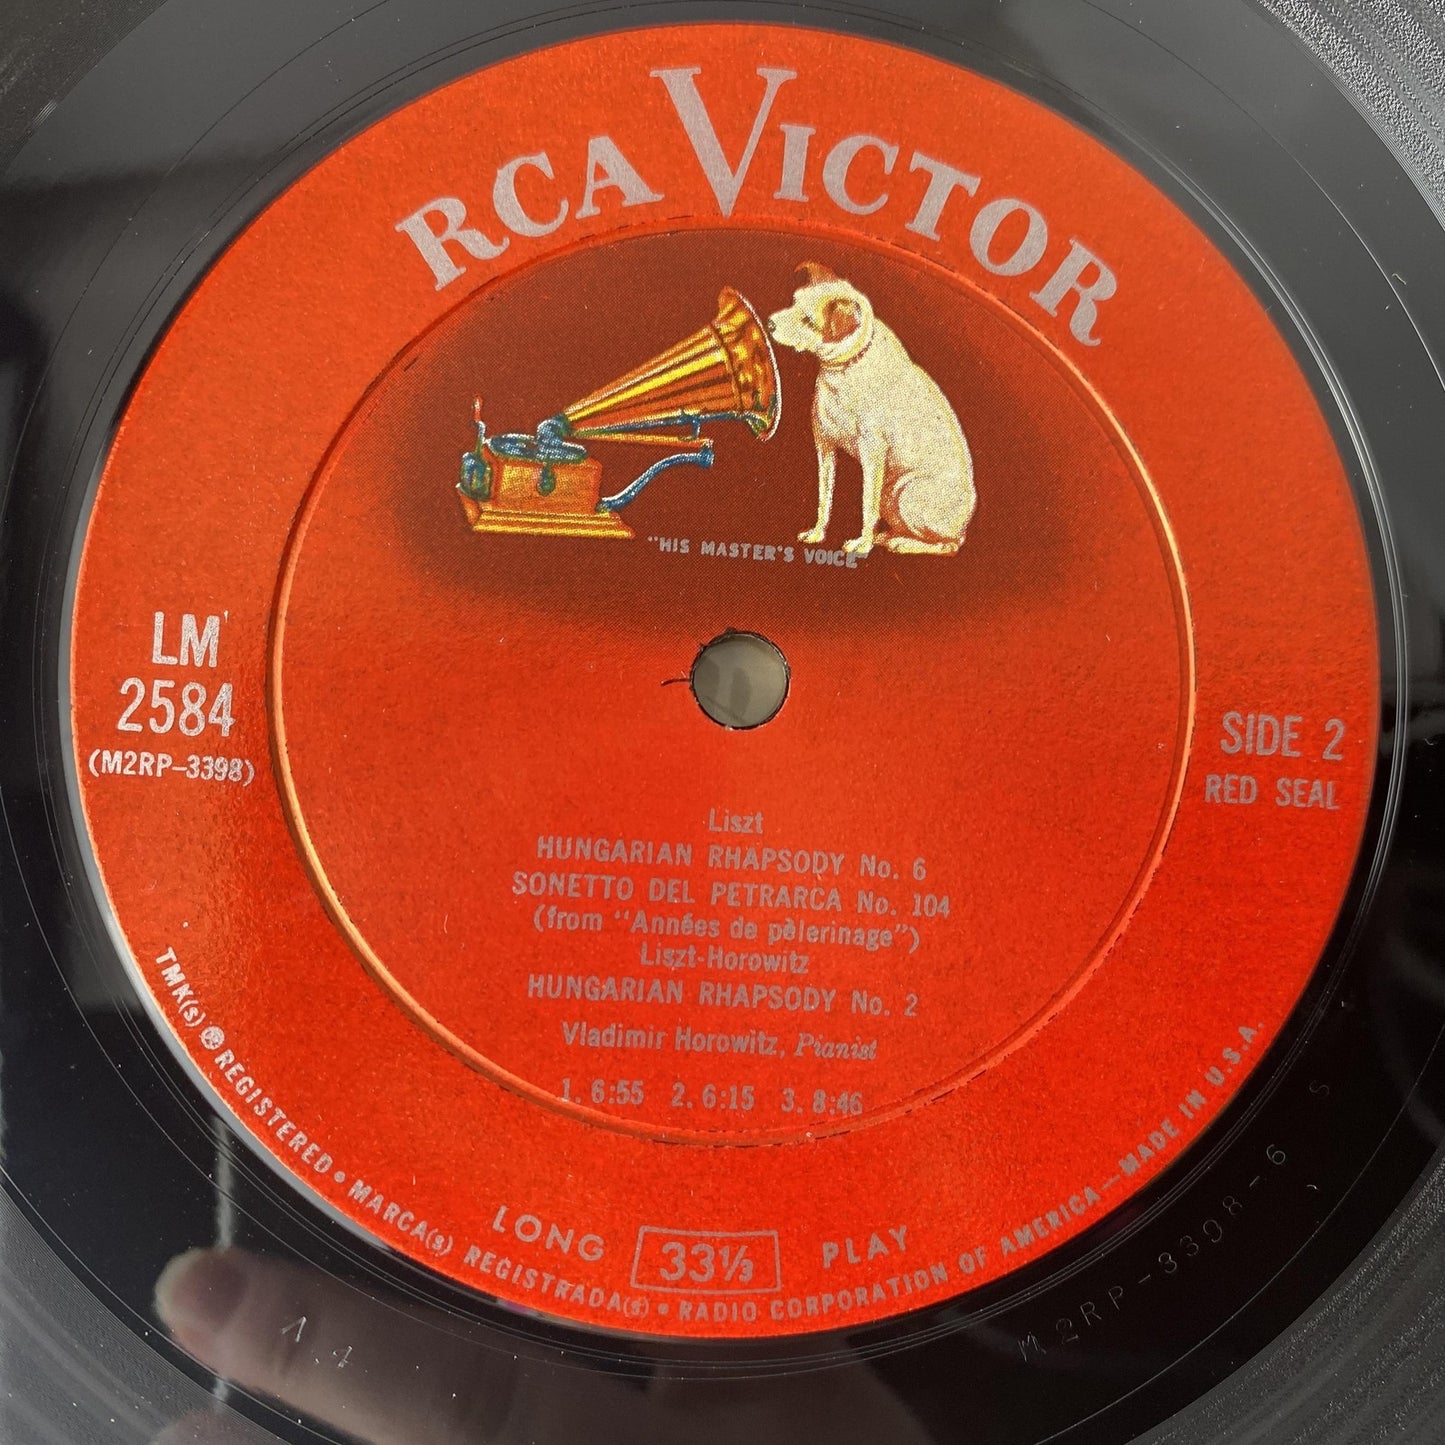 RCA VICTOR
"HIS MASTER'S VOICE"
LM
2584
(M2RP-3398)
SIDE 2
RED SEAL
Liszt
HUNGARIAN RHAPSODY No. 6
SONETTO DEL PETRARCA No. 104
(from "Années de pèlerinage")
Liszt-Horowitz
HUNGARIAN RHAPSODY No. 2
Vladimir Horowitz, Pianist
1. 6:55 2. 6:15 3. 8:46
LONG 33⅓ PLAY
TMK(s) ® REGISTERED • MARCA(s) REGISTRADA(s) • RADIO CORPORATION OF AMERICA—MADE IN U.S.A.
M2RP-3398-6 S
A4